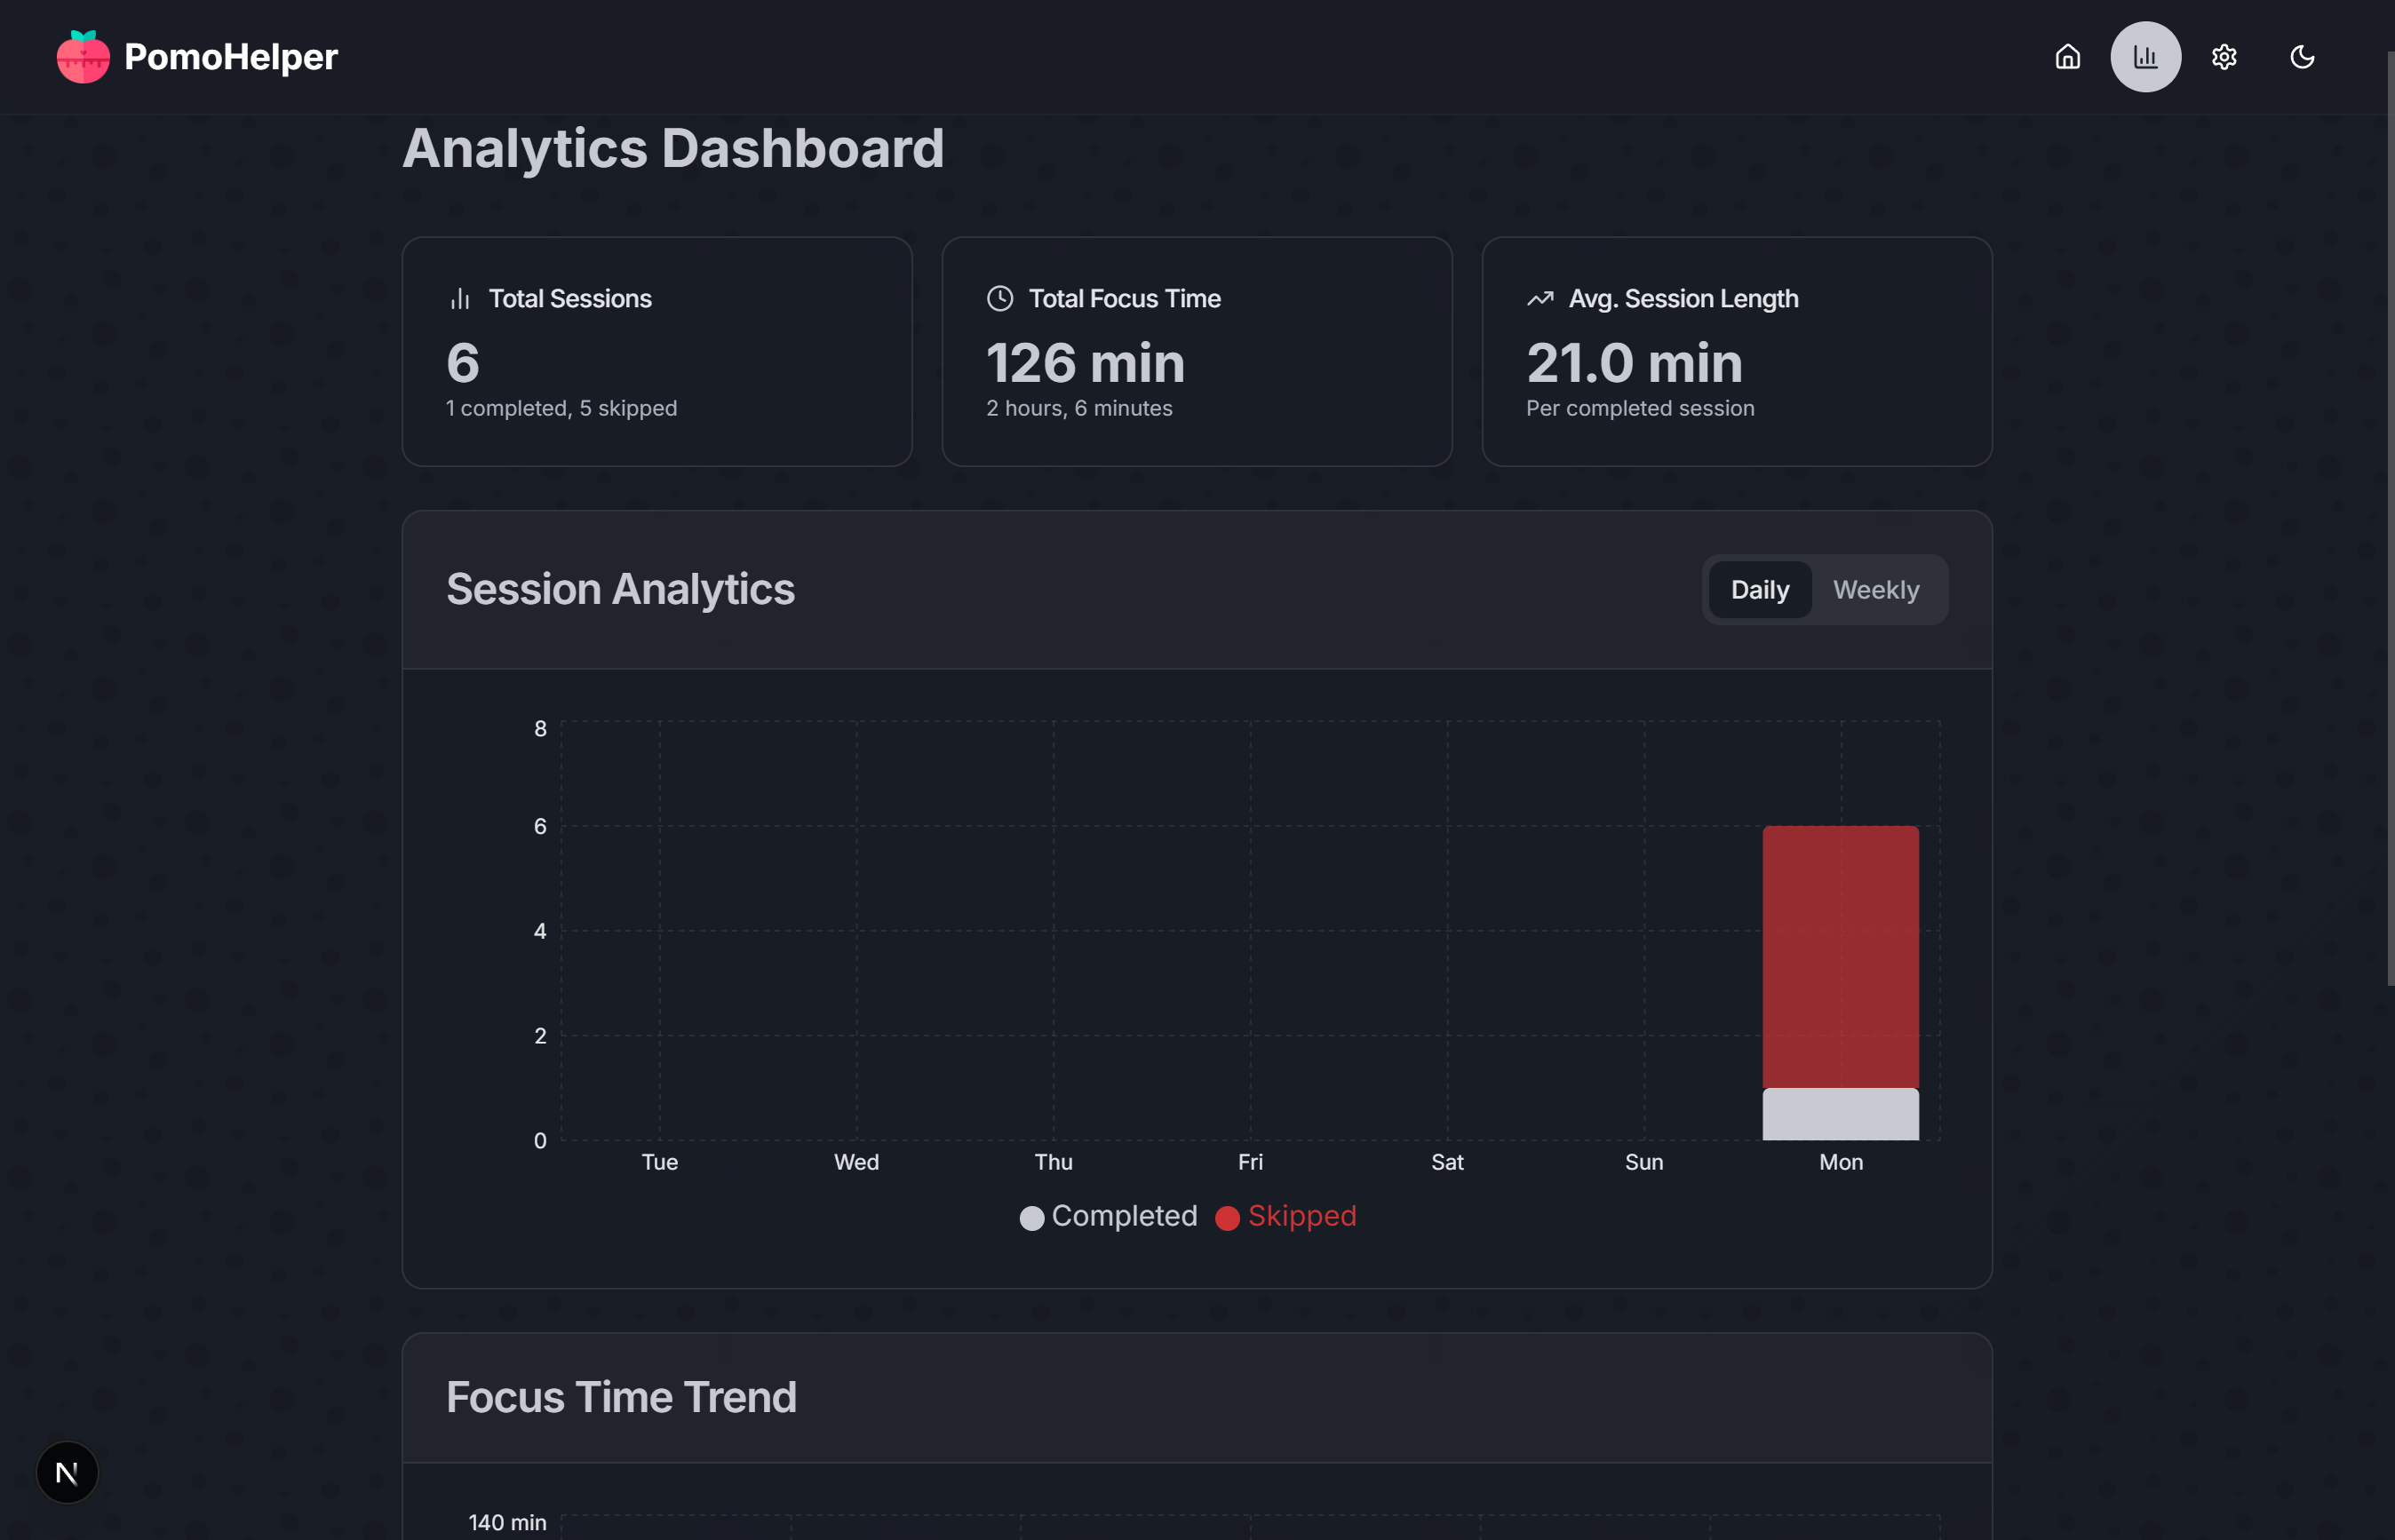 PomoHelper
Analytics Dashboard
Total Sessions
6
1 completed, 5 skipped
Total Focus Time
126 min
2 hours, 6 minutes
Avg. Session Length
21.0 min
Per completed session
Session Analytics
Daily Weekly
8
6
4
2
0
Tue Wed Thu Fri Sat Sun Mon
Completed Skipped
Focus Time Trend
140 min
N